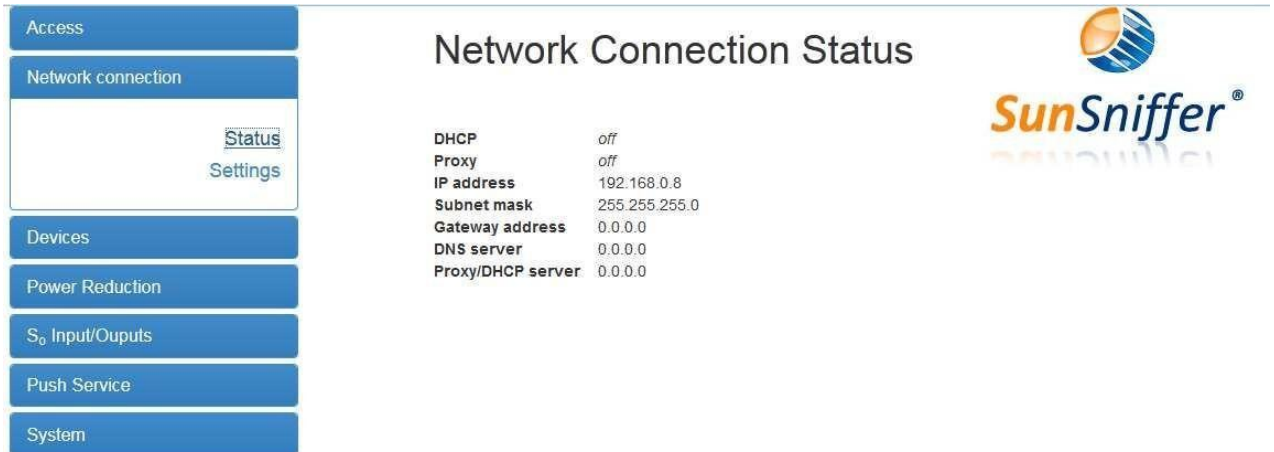 Access
Network connection
Status
Settings
Devices
Power Reduction
S₀ Input/Ouputs
Push Service
System
Network Connection Status
SunSniffer®
DHCP off
Proxy off
IP address 192.168.0.8
Subnet mask 255.255.255.0
Gateway address 0.0.0.0
DNS server 0.0.0.0
Proxy/DHCP server 0.0.0.0